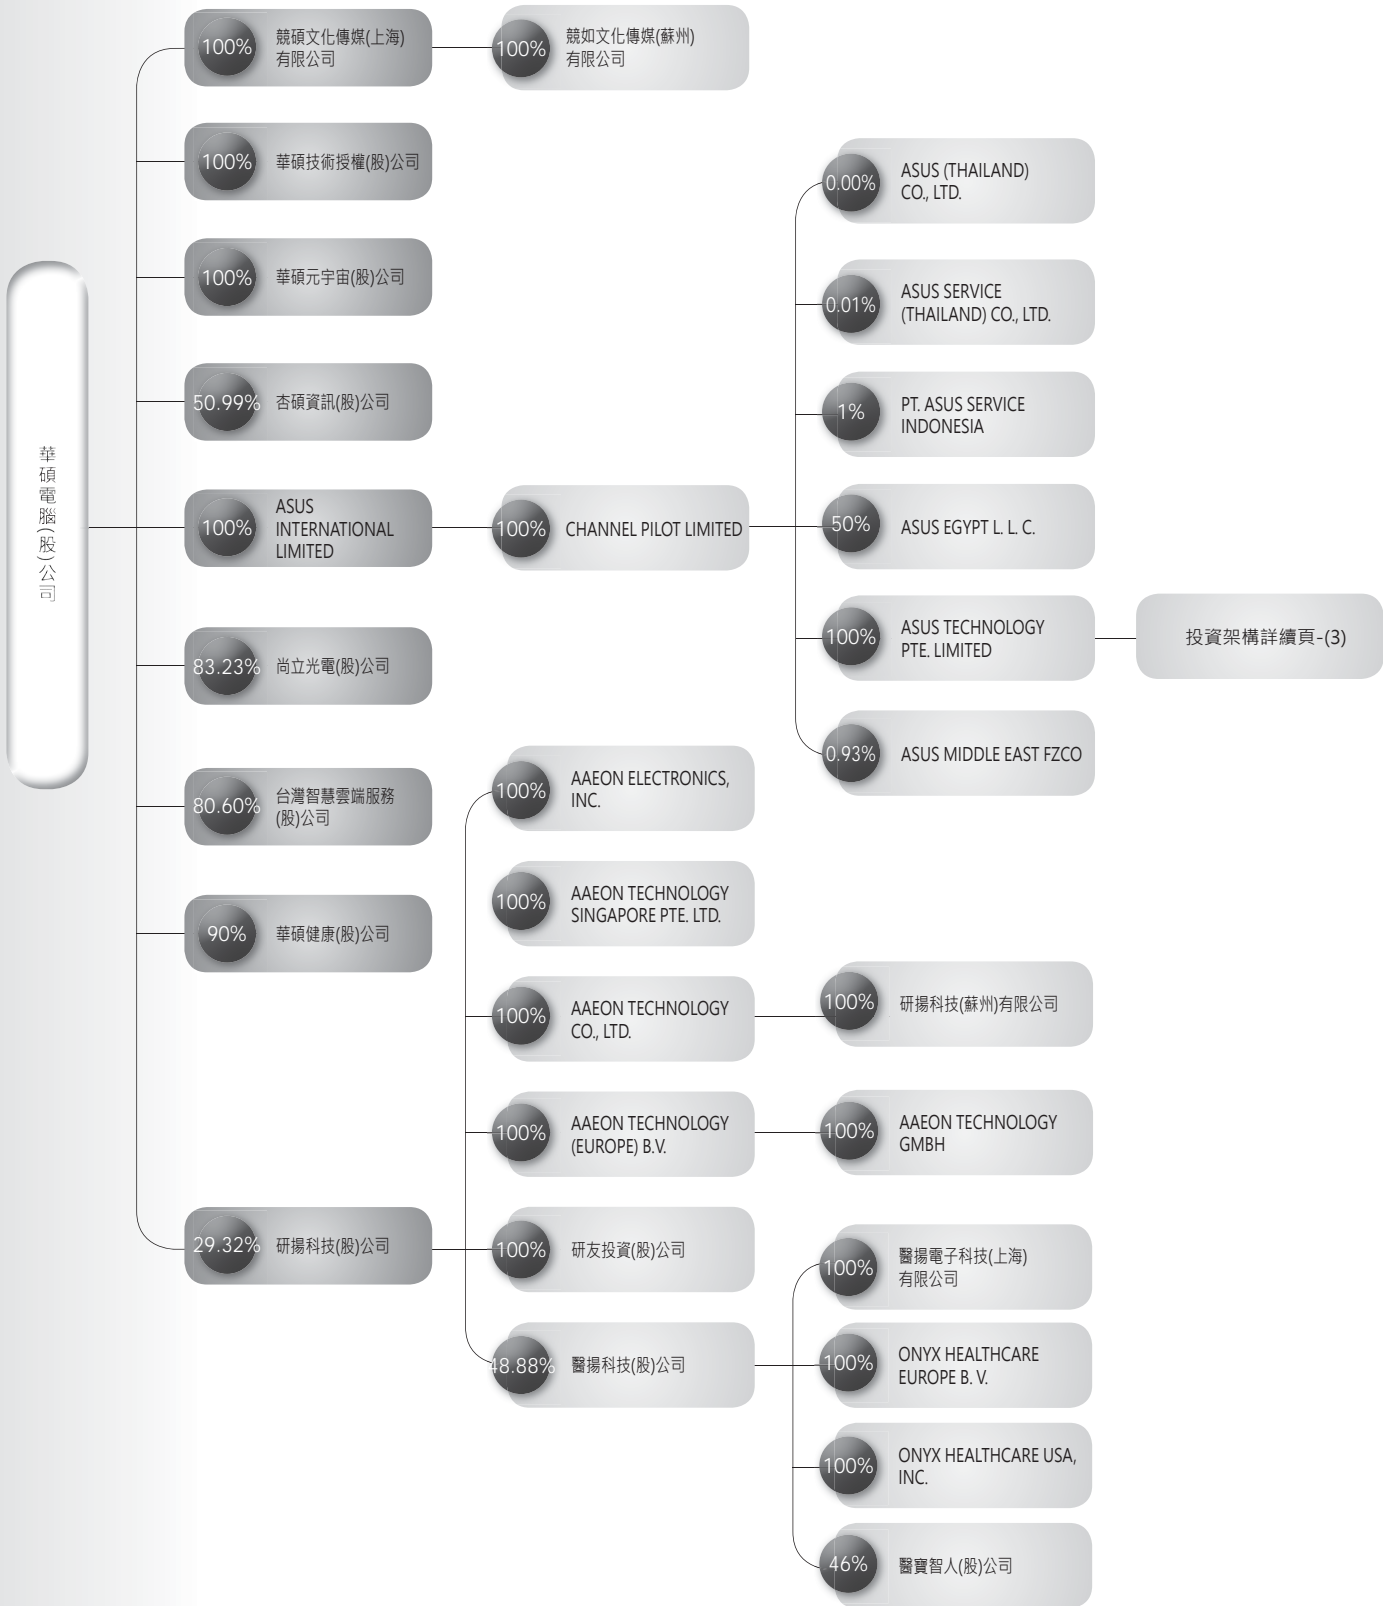 華碩電腦(股)公司
100%
競碩文化傳媒(上海)
有限公司
100%
競如文化傳媒(蘇州)
有限公司
100%
華碩技術授權(股)公司
100%
華碩元宇宙(股)公司
50.99%
杏碩資訊(股)公司
100%
ASUS
INTERNATIONAL
LIMITED
100%
CHANNEL PILOT LIMITED
0.00%
ASUS (THAILAND)
CO., LTD.
0.01%
ASUS SERVICE
(THAILAND) CO., LTD.
1%
PT. ASUS SERVICE
INDONESIA
50%
ASUS EGYPT L. L. C.
100%
ASUS TECHNOLOGY
PTE. LIMITED
投資架構詳續頁-(3)
0.93%
ASUS MIDDLE EAST FZCO
83.23%
尚立光電(股)公司
80.60%
台灣智慧雲端服務
(股)公司
90%
華碩健康(股)公司
29.32%
研揚科技(股)公司
100%
AAEON ELECTRONICS,
INC.
100%
AAEON TECHNOLOGY
SINGAPORE PTE. LTD.
100%
AAEON TECHNOLOGY
CO., LTD.
100%
研揚科技(蘇州)有限公司
100%
AAEON TECHNOLOGY
(EUROPE) B.V.
100%
AAEON TECHNOLOGY
GMBH
100%
研友投資(股)公司
48.88%
醫揚科技(股)公司
100%
醫揚電子科技(上海)
有限公司
100%
ONYX HEALTHCARE
EUROPE B. V.
100%
ONYX HEALTHCARE USA,
INC.
46%
醫寶智人(股)公司